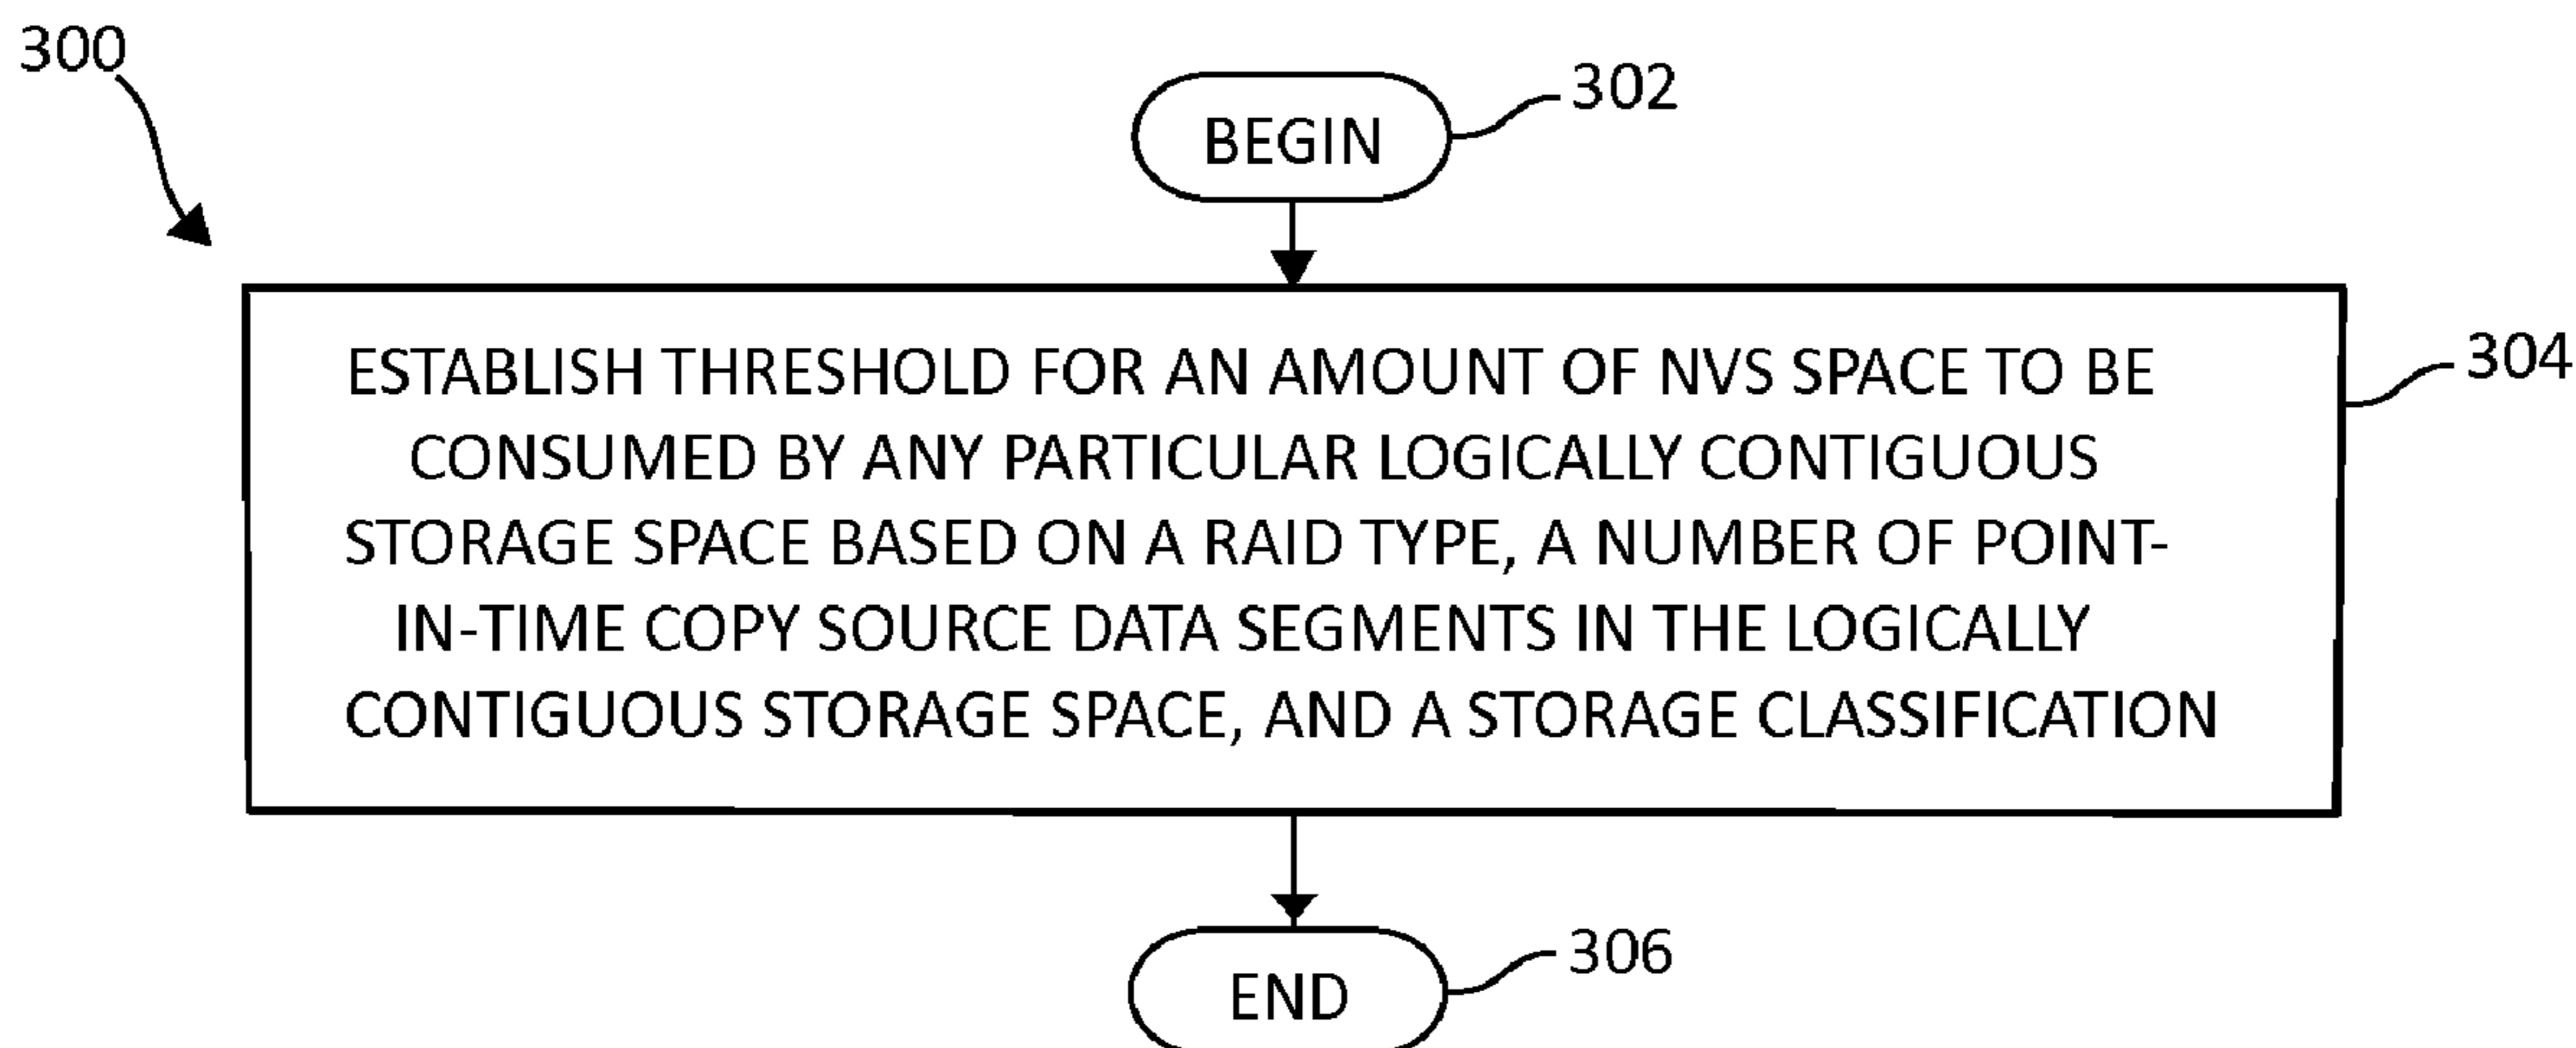 300
302
BEGIN
304
ESTABLISH THRESHOLD FOR AN AMOUNT OF NVS SPACE TO BE
CONSUMED BY ANY PARTICULAR LOGICALLY CONTIGUOUS
STORAGE SPACE BASED ON A RAID TYPE, A NUMBER OF POINT-
IN-TIME COPY SOURCE DATA SEGMENTS IN THE LOGICALLY
CONTIGUOUS STORAGE SPACE, AND A STORAGE CLASSIFICATION
306
END